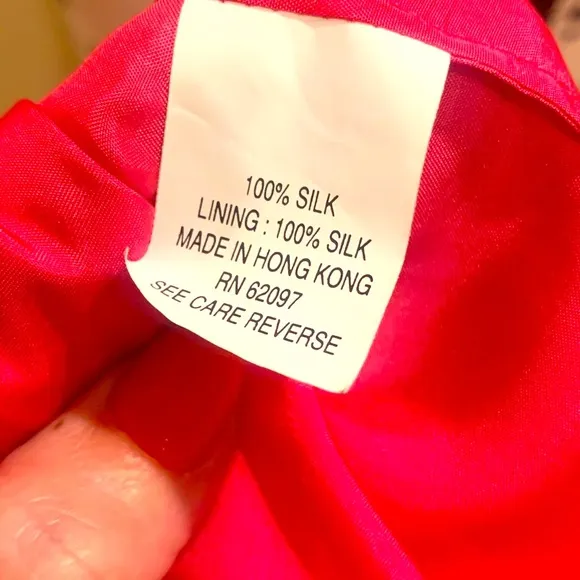 100% SILK
LINING : 100% SILK
MADE IN HONG KONG
RN 62097
SEE CARE REVERSE